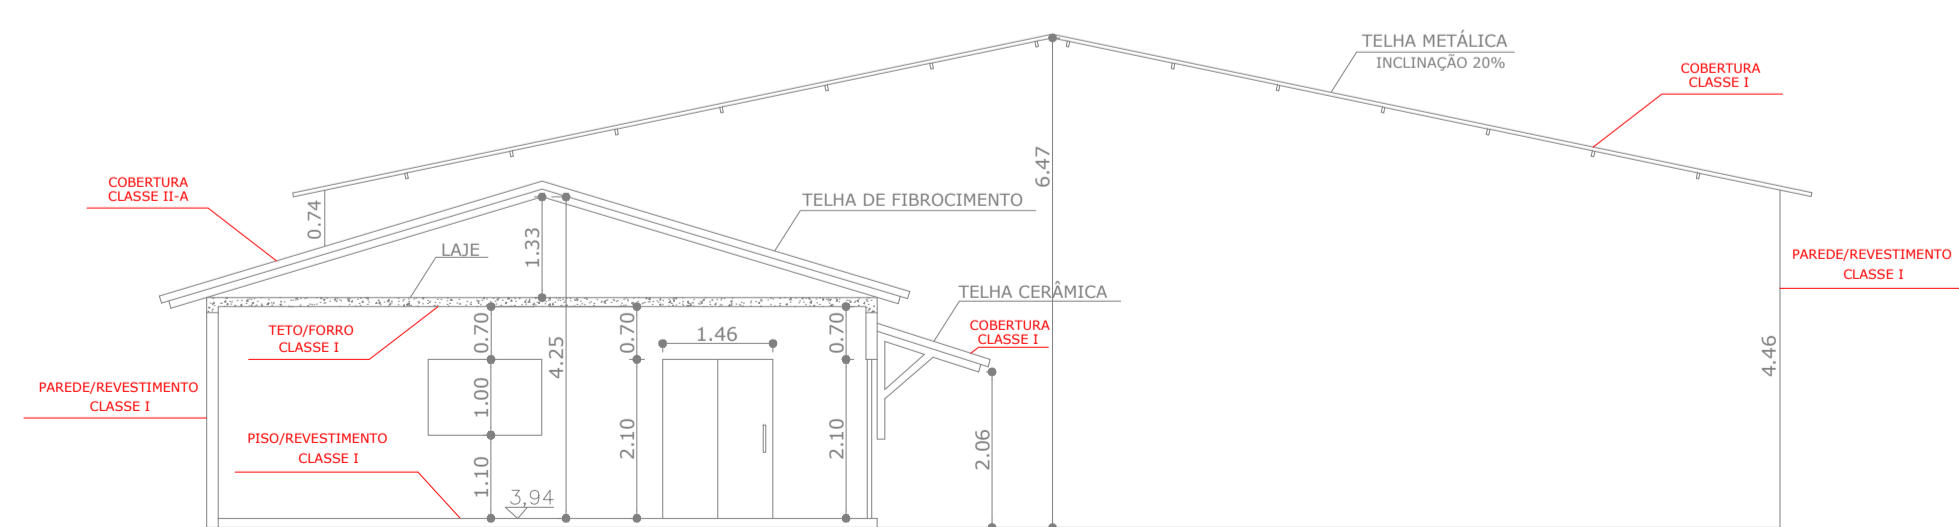 TELHA METÁLICA
INCLINAÇÃO 20%
COBERTURA
CLASSE I
6.47
COBERTURA
CLASSE II-A
0.74
TELHA DE FIBROCIMENTO
1.33
LAJE
PAREDE/REVESTIMENTO
CLASSE I
TELHA CERÂMICA
COBERTURA
CLASSE I
TETO/FORRO
CLASSE I
0.70
4.25
0.70
1.46
0.70
4.46
PAREDE/REVESTIMENTO
CLASSE I
1.00
PISO/REVESTIMENTO
CLASSE I
2.10
2.10
2.06
1.10
3,94